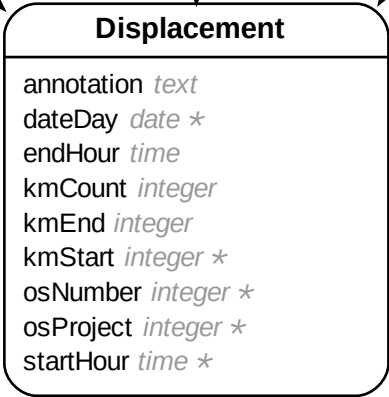 Displacement
annotation text
dateDay date *
endHour time
kmCount integer
kmEnd integer
kmStart integer *
osNumber integer *
osProject integer *
startHour time *